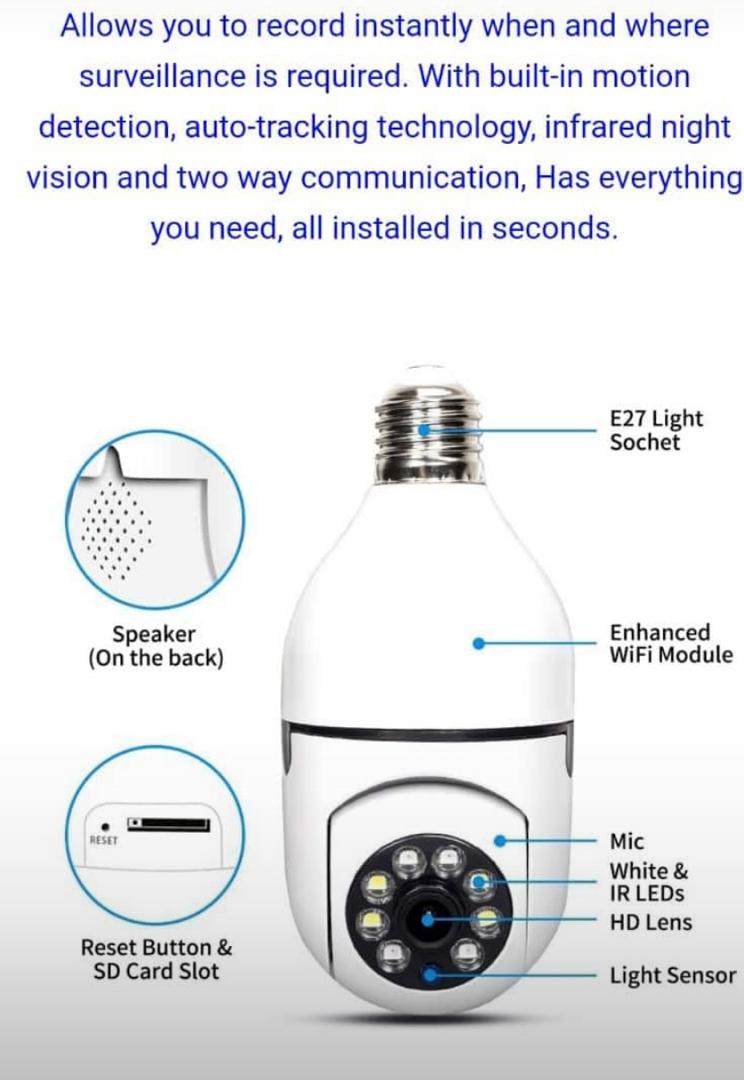 Allows you to record instantly when and where
surveillance is required. With built-in motion
detection, auto-tracking technology, infrared night
vision and two way communication, Has everything
you need, all installed in seconds.
E27 Light
Sochet
Speaker
(On the back)
Enhanced
WiFi Module
RESET
Reset Button &
SD Card Slot
Mic
White &
IR LEDs
HD Lens
Light Sensor